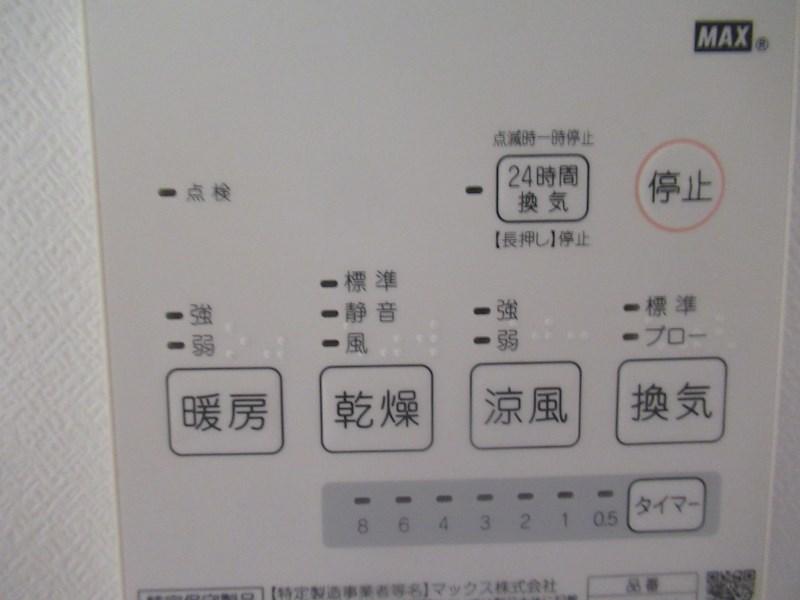 MAX®
点減時一時停止
24時間
換気
停止
点検
【長押し】停止
標準
強
静音
強
標準
弱
風
弱
ブロー
暖房
乾燥
涼風
換気
8 6 4 3 2 1 0.5
タイマー
【特定製造事業者等名】マックス株式会社
品番